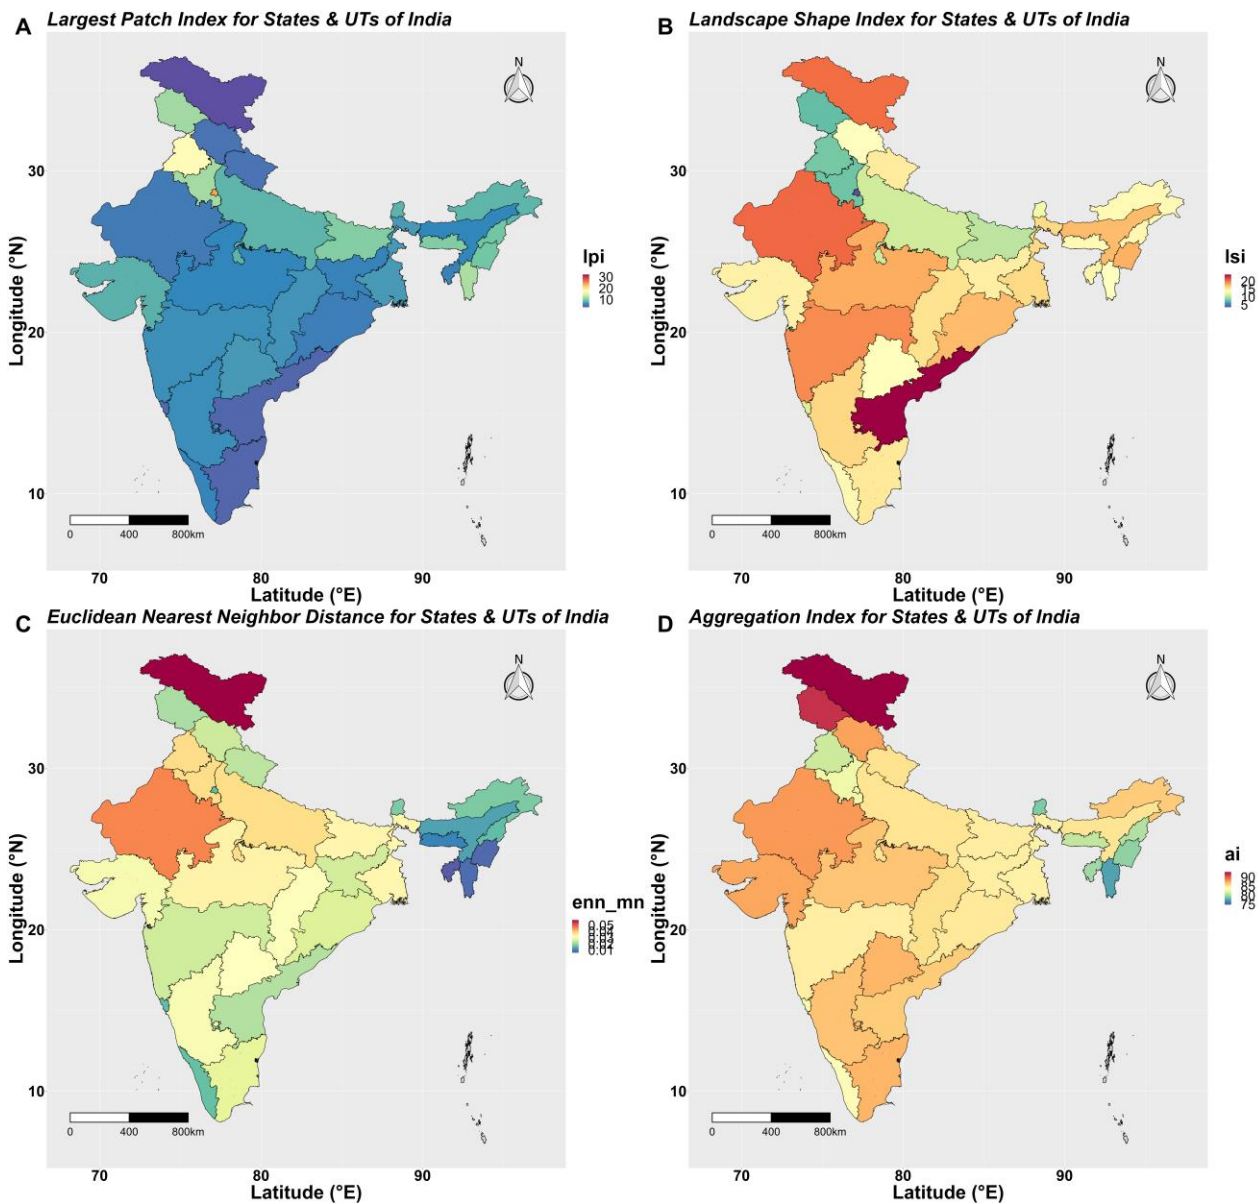 A
Largest Patch Index for States & UTs of India
N
30
20
10
Longitude (°N)
lpi
30
20
10
0 400 800km
70 80 90
Latitude (°E)
B
Landscape Shape Index for States & UTs of India
N
30
20
10
Longitude (°N)
lsi
20
15
10
5
0 400 800km
70 80 90
Latitude (°E)
C
Euclidean Nearest Neighbor Distance for States & UTs of India
N
30
20
10
Longitude (°N)
enn_mn
0.05
0.01
0 400 800km
70 80 90
Latitude (°E)
D
Aggregation Index for States & UTs of India
N
30
20
10
Longitude (°N)
ai
90
85
80
75
0 400 800km
70 80 90
Latitude (°E)